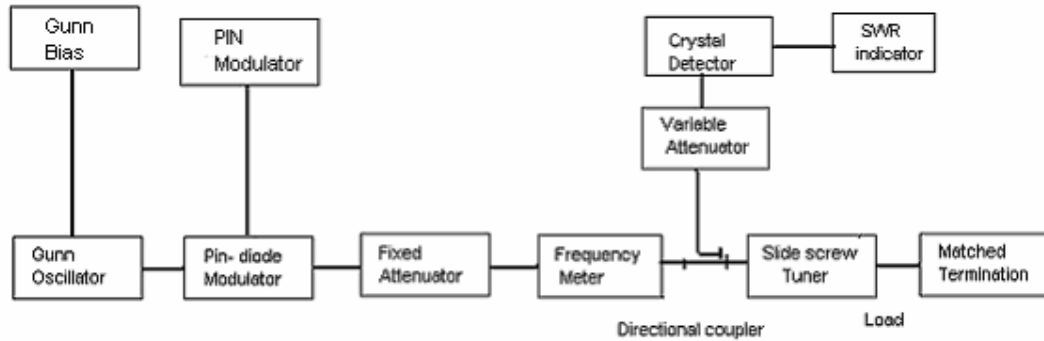 Gunn
Bias
PIN
Modulator
Crystal
Detector
SWR
indicator
Variable
Attenuator
Gunn
Oscillator
Pin- diode
Modulator
Fixed
Attenuator
Frequency
Meter
Slide screw
Tuner
Matched
Termination
Directional coupler
Load